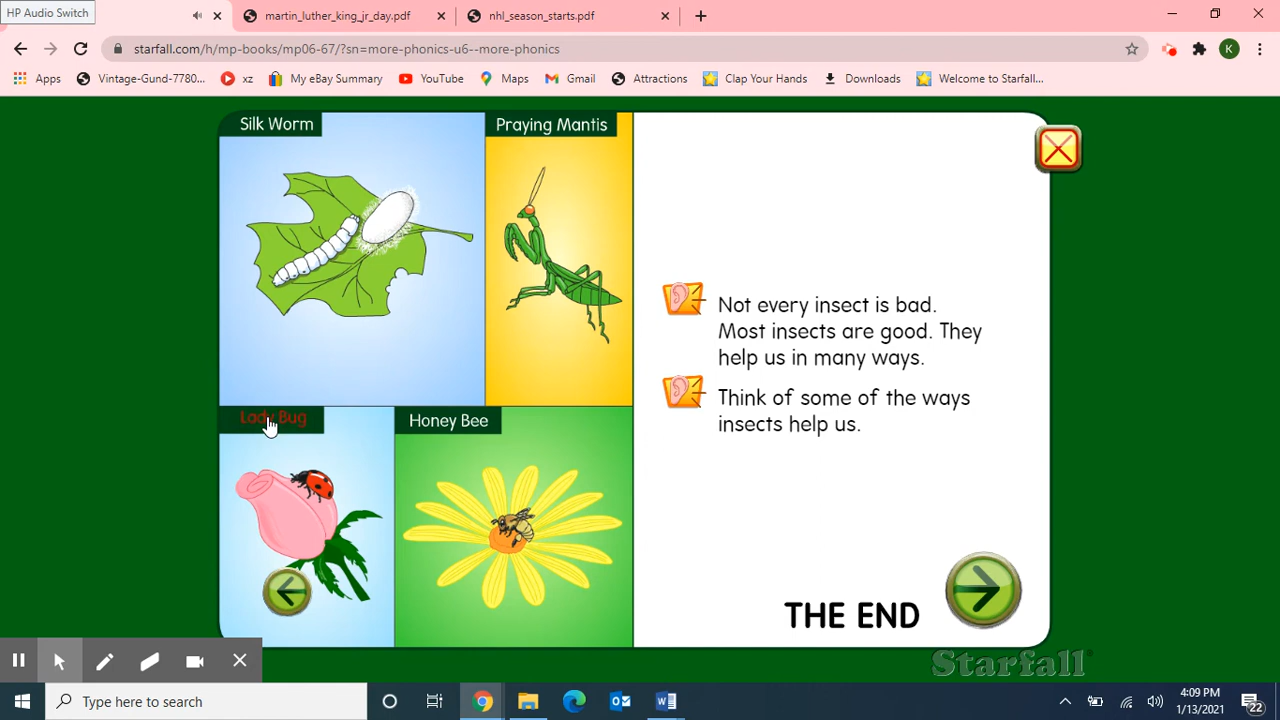 HP Audio Switch
martin_luther_king_jr_day.pdf
nhl_season_starts.pdf
starfall.com/h/mp-books/mp06-67/?sn=more-phonics-u6--more-phonics
K
Apps
Vintage-Gund-7780...
xz
My eBay Summary
YouTube
Maps
Gmail
Attractions
Clap Your Hands
Downloads
Welcome to Starfall...
Silk Worm
Praying Mantis
Lady Bug
Honey Bee
Not every insect is bad.
Most insects are good. They
help us in many ways.
Think of some of the ways
insects help us.
THE END
Starfall
Type here to search
4:09 PM
1/13/2021
22